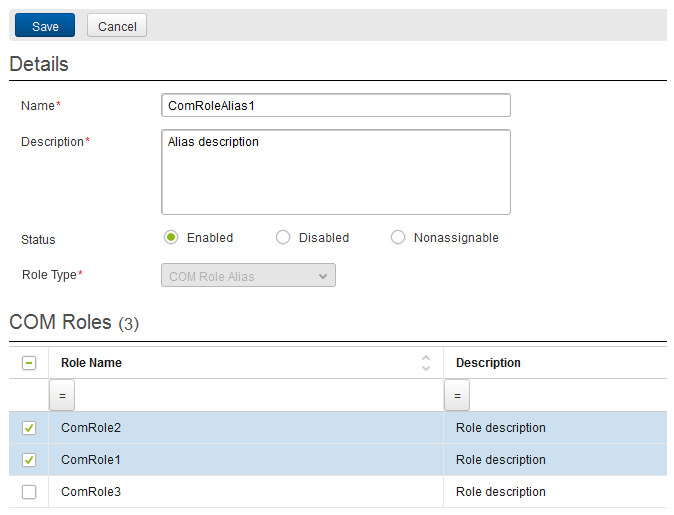 Save Cancel
Details
Name* ComRoleAlias1
Description* Alias description
Status Enabled Disabled Nonassignable
Role Type* COM Role Alias
COM Roles (3)
Role Name Description
= =
ComRole2 Role description
ComRole1 Role description
ComRole3 Role description